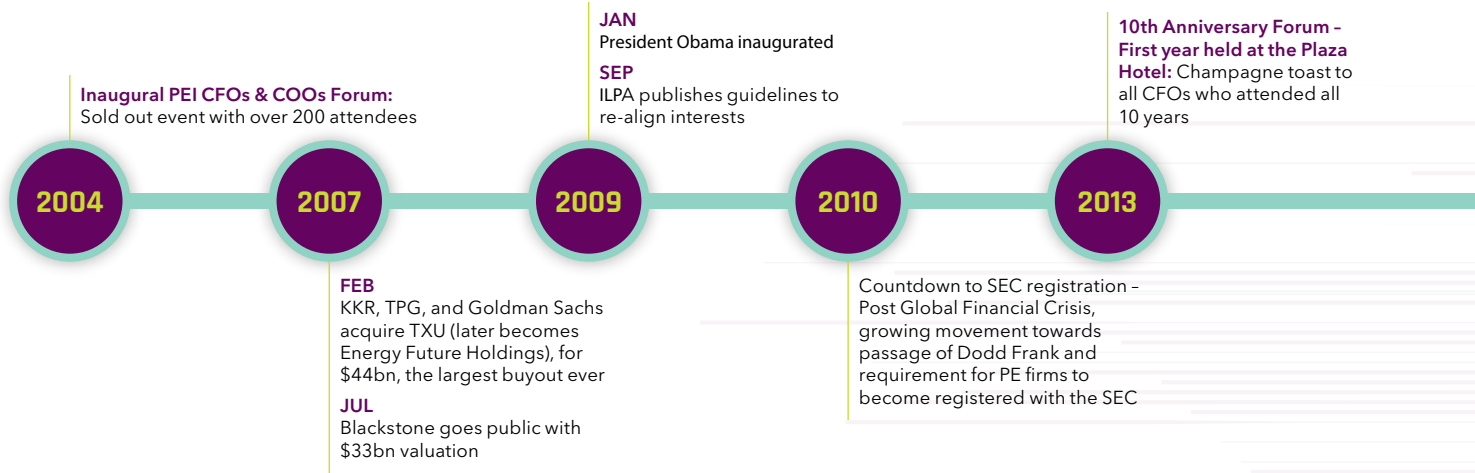 2004
Inaugural PEI CFOs & COOs Forum:
Sold out event with over 200 attendees
2007
FEB
KKR, TPG, and Goldman Sachs
acquire TXU (later becomes
Energy Future Holdings), for
$44bn, the largest buyout ever
JUL
Blackstone goes public with
$33bn valuation
2009
JAN
President Obama inaugurated
SEP
ILPA publishes guidelines to
re-align interests
2010
Countdown to SEC registration –
Post Global Financial Crisis,
growing movement towards
passage of Dodd Frank and
requirement for PE firms to
become registered with the SEC
2013
10th Anniversary Forum –
First year held at the Plaza
Hotel: Champagne toast to
all CFOs who attended all
10 years